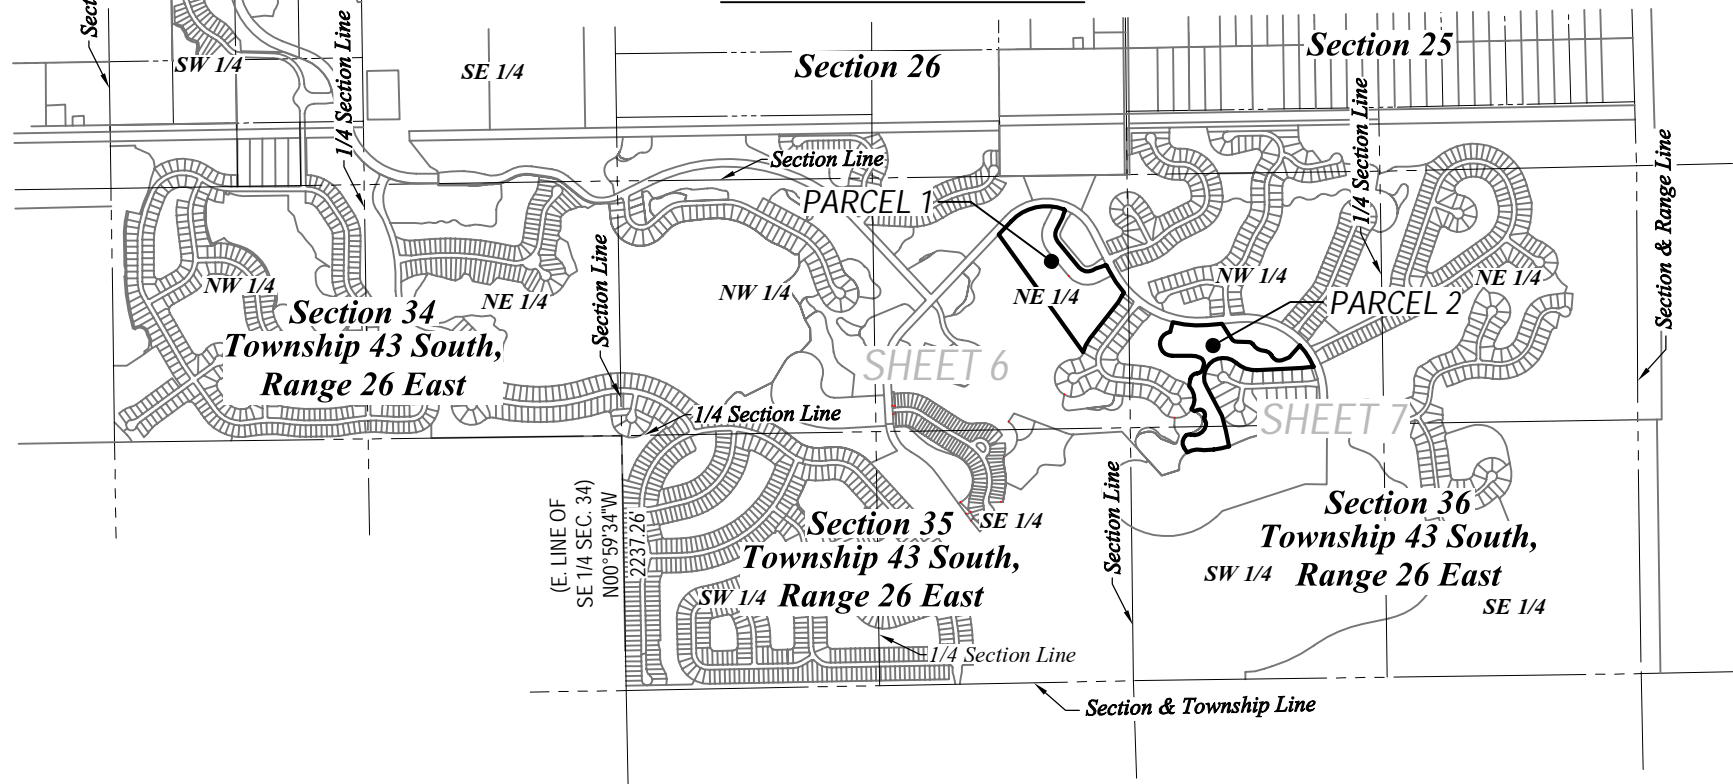 Sect
1/4 Section Line
SW 1/4
SE 1/4
Section 26
Section 25
1/4 Section Line
Section & Range Line
Section Line
PARCEL 1
NW 1/4
NE 1/4
Section Line
NW 1/4
NE 1/4
NW 1/4
NE 1/4
PARCEL 2
Section 34
Township 43 South,
Range 26 East
SHEET 6
SHEET 7
1/4 Section Line
(E. LINE OF
SE 1/4 SEC. 34)
N00°59'34"W
2237.26'
Section 35
Township 43 South,
Range 26 East
SE 1/4
SW 1/4
Section Line
Section 36
Township 43 South,
Range 26 East
SW 1/4
SE 1/4
1/4 Section Line
Section & Township Line